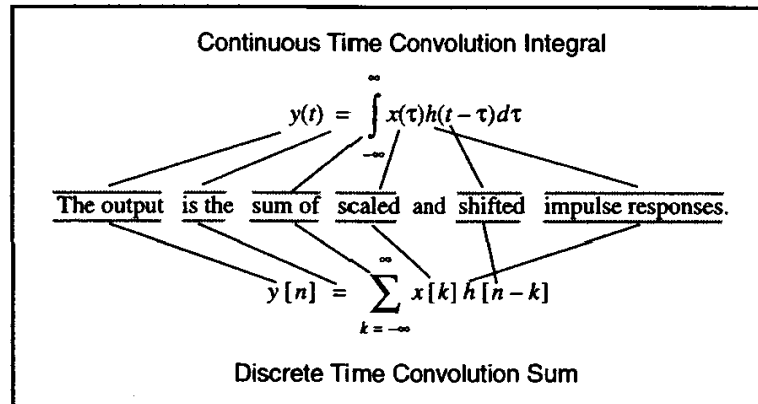 Continuous Time Convolution Integral
∞
y(t) = ∫ x(τ)h(t − τ)dτ
−∞
The output is the sum of scaled and shifted impulse responses.
∞
y [n] = ∑ x [k] h [n − k]
k = −∞
Discrete Time Convolution Sum